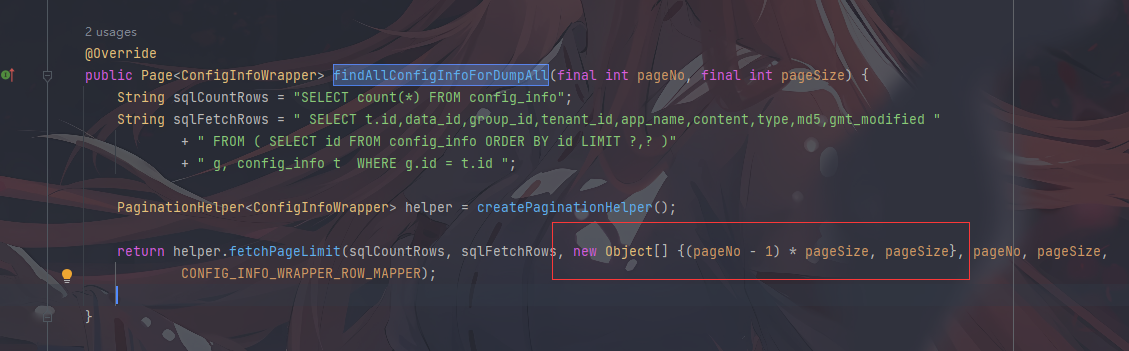 2 usages
@Override
public Page<ConfigInfoWrapper> findAllConfigInfoForDumpAll(final int pageNo, final int pageSize) {
String sqlCountRows = "SELECT count(*) FROM config_info";
String sqlFetchRows = " SELECT t.id,data_id,group_id,tenant_id,app_name,content,type,md5,gmt_modified "
+ " FROM ( SELECT id FROM config_info ORDER BY id LIMIT ?,? )"
+ " g, config_info t  WHERE g.id = t.id ";
PaginationHelper<ConfigInfoWrapper> helper = createPaginationHelper();
return helper.fetchPageLimit(sqlCountRows, sqlFetchRows, new Object[] {(pageNo - 1) * pageSize, pageSize}, pageNo, pageSize,
CONFIG_INFO_WRAPPER_ROW_MAPPER);
}